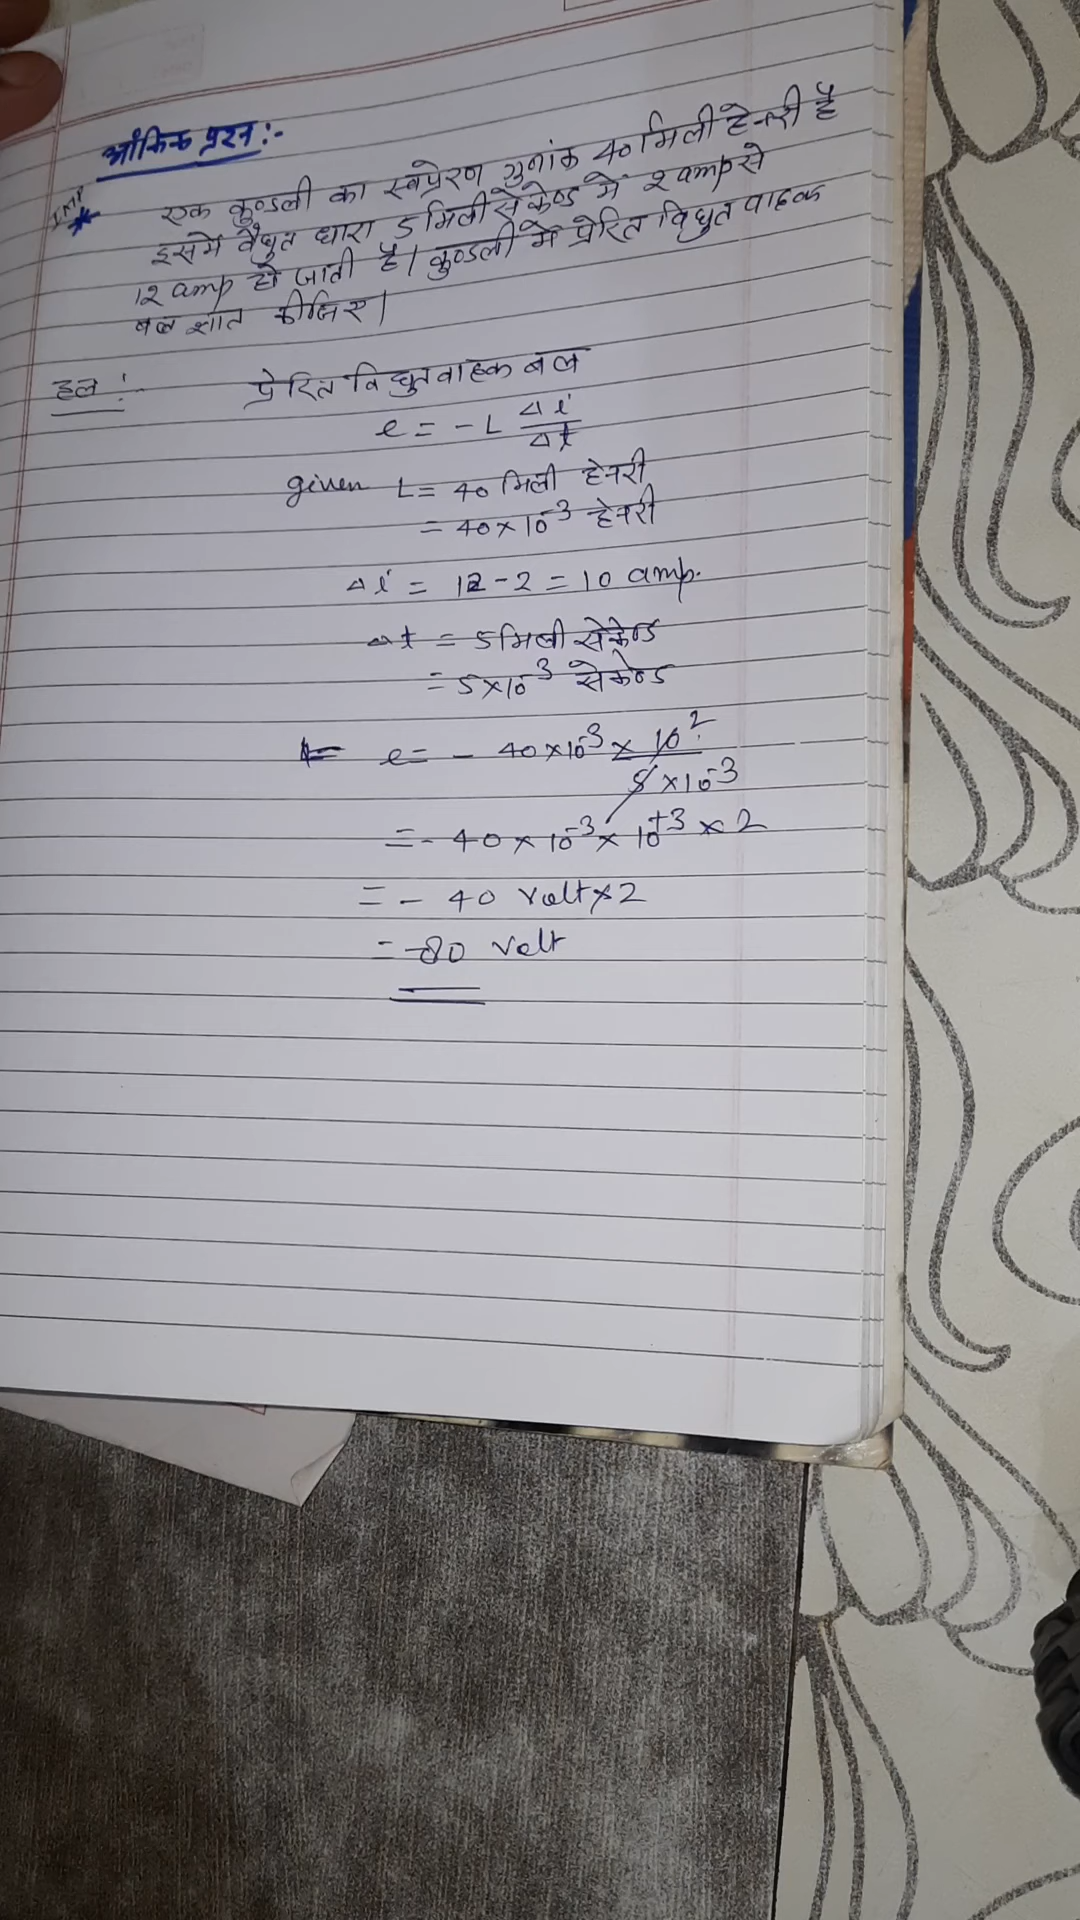 आंकिक प्रश्न :-
IMP * एक कुण्डली का स्वप्रेरण गुणांक 40 मिली हेनरी है
इसमें वैधुत धारा 5 मिली सेकेण्ड में 2 amp से
12 amp हो जाती है। कुण्डली में प्रेरित विधुत वाहक
बल ज्ञात कीजिए।
हल :- प्रेरित विधुत वाहक बल
e = - L Δi/Δt
given L = 40 मिली हेनरी
= 40×10⁻³ हेनरी
Δi = 12 - 2 = 10 amp.
Δt = 5 मिली सेकेण्ड
= 5×10⁻³ सेकेण्ड
e = - 40×10⁻³ × 10 2
5 ×10⁻³
= - 40 × 10⁻³ × 10⁺³ × 2
= - 40 Volt × 2
= -80 Volt